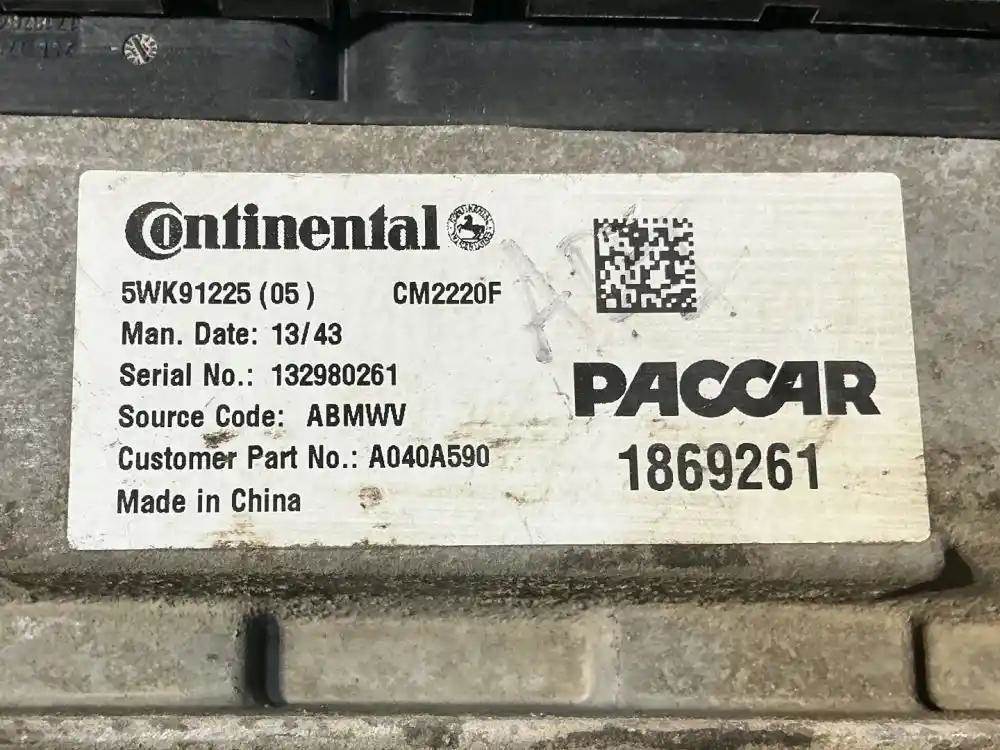 Continental
5WK91225 (05 ) CM2220F
Man. Date: 13/43
Serial No.: 132980261
Source Code: ABMWV
Customer Part No.: A040A590
Made in China
PACCAR
1869261